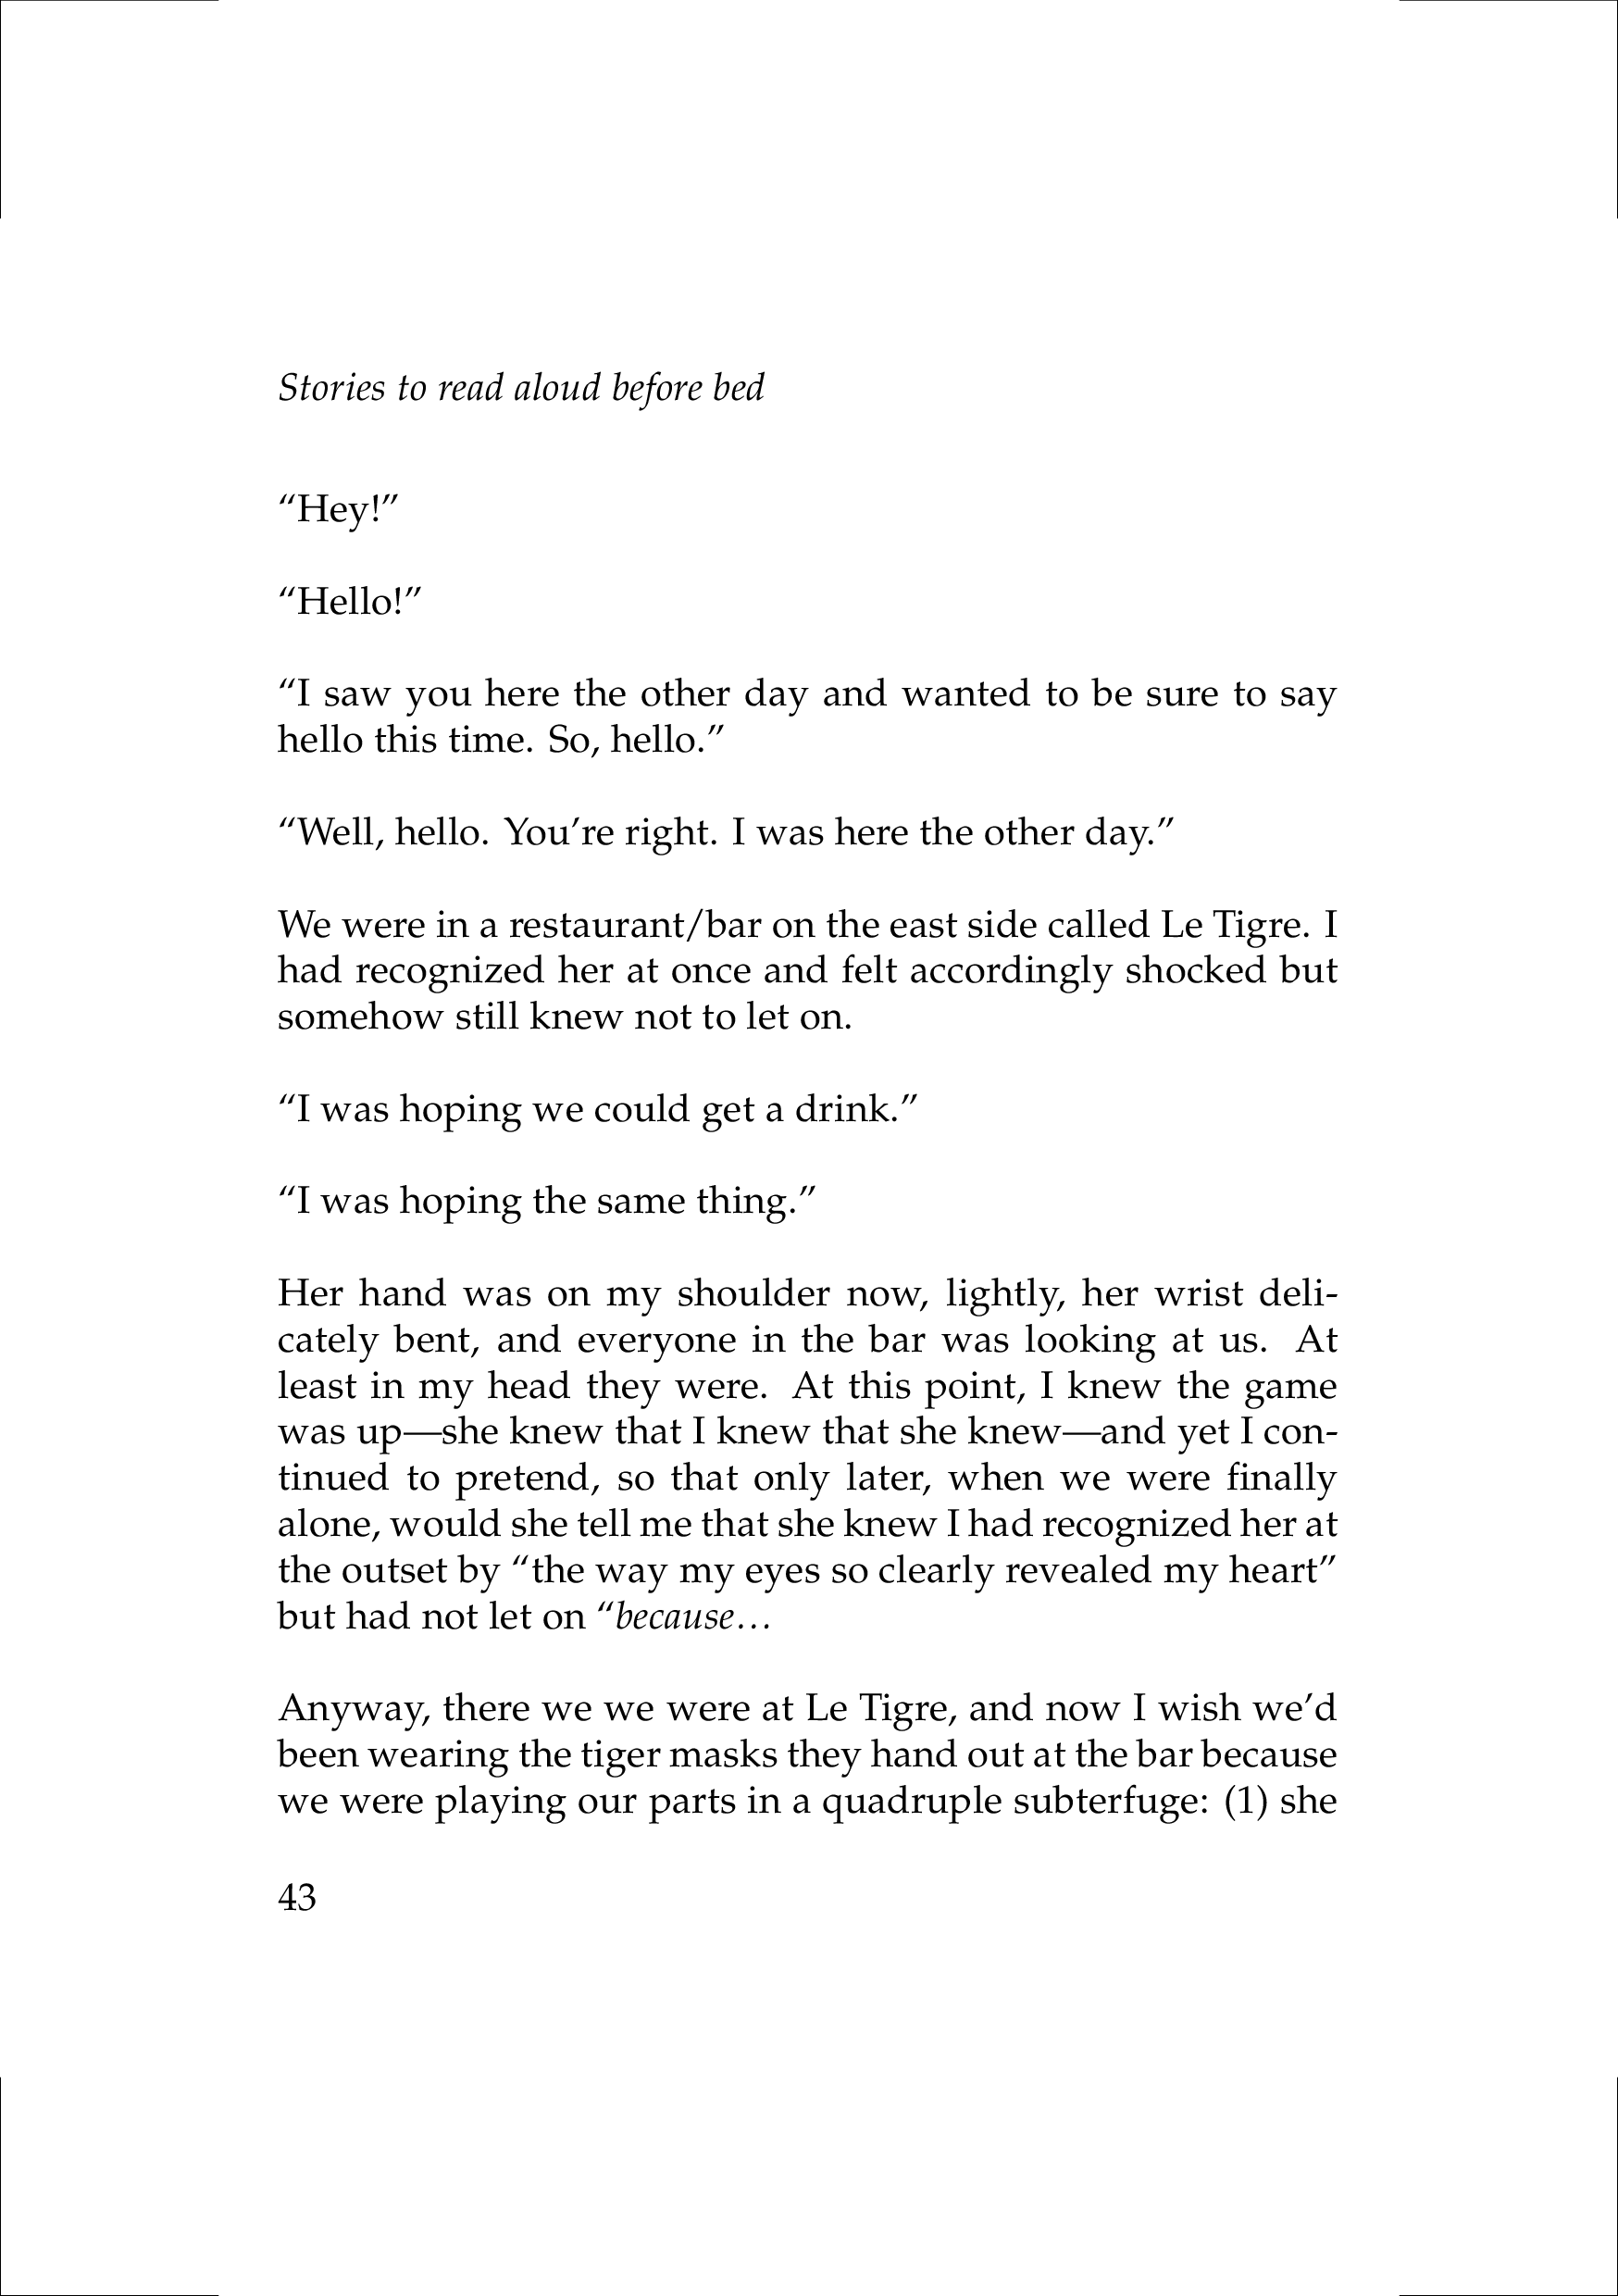 Stories to read aloud before bed
“Hey!”
“Hello!”
“I saw you here the other day and wanted to be sure to say
hello this time. So, hello.”
“Well, hello. You’re right. I was here the other day.”
We were in a restaurant/bar on the east side called Le Tigre. I
had recognized her at once and felt accordingly shocked but
somehow still knew not to let on.
“I was hoping we could get a drink.”
“I was hoping the same thing.”
Her hand was on my shoulder now, lightly, her wrist deli-
cately bent, and everyone in the bar was looking at us. At
least in my head they were. At this point, I knew the game
was up—she knew that I knew that she knew—and yet I con-
tinued to pretend, so that only later, when we were finally
alone, would she tell me that she knew I had recognized her at
the outset by “the way my eyes so clearly revealed my heart”
but had not let on “because…
Anyway, there we we were at Le Tigre, and now I wish we’d
been wearing the tiger masks they hand out at the bar because
we were playing our parts in a quadruple subterfuge: (1) she
43